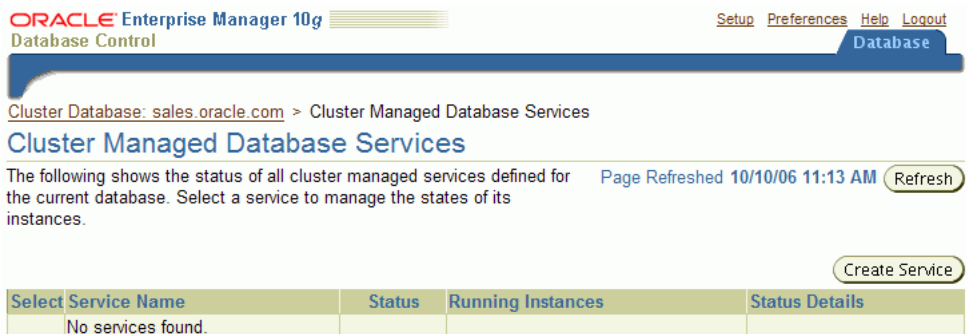 ORACLE Enterprise Manager 10g
Database Control
Setup Preferences Help Logout
Database
Cluster Database: sales.oracle.com > Cluster Managed Database Services
Cluster Managed Database Services
The following shows the status of all cluster managed services defined for
the current database. Select a service to manage the states of its
instances.
Page Refreshed 10/10/06 11:13 AM Refresh
Create Service
Select Service Name Status Running Instances Status Details
No services found.